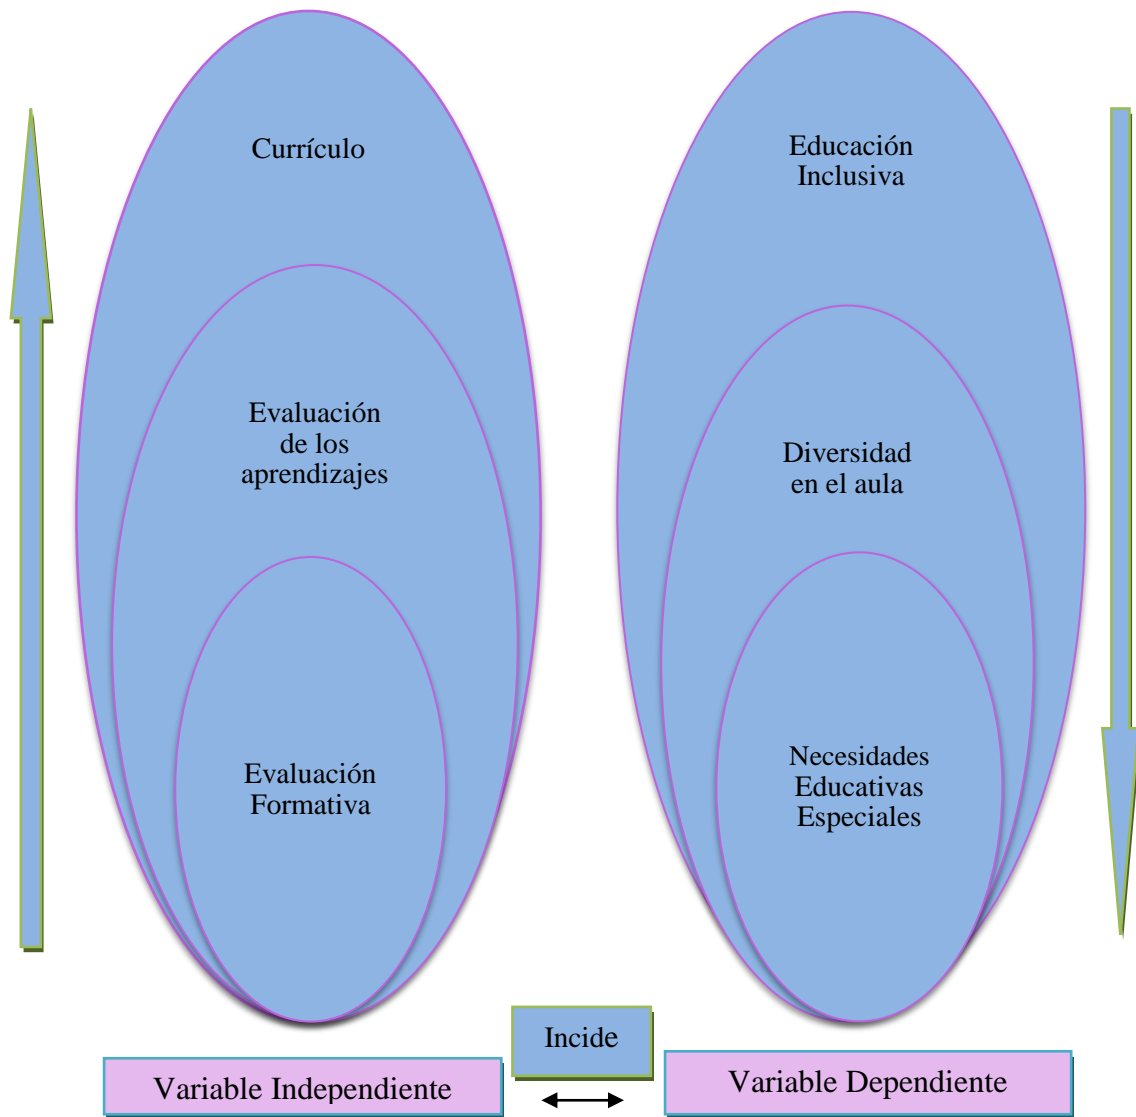 Currículo
Evaluación
de los
aprendizajes
Evaluación
Formativa
Educación
Inclusiva
Diversidad
en el aula
Necesidades
Educativas
Especiales
Variable Independiente
Incide
Variable Dependiente